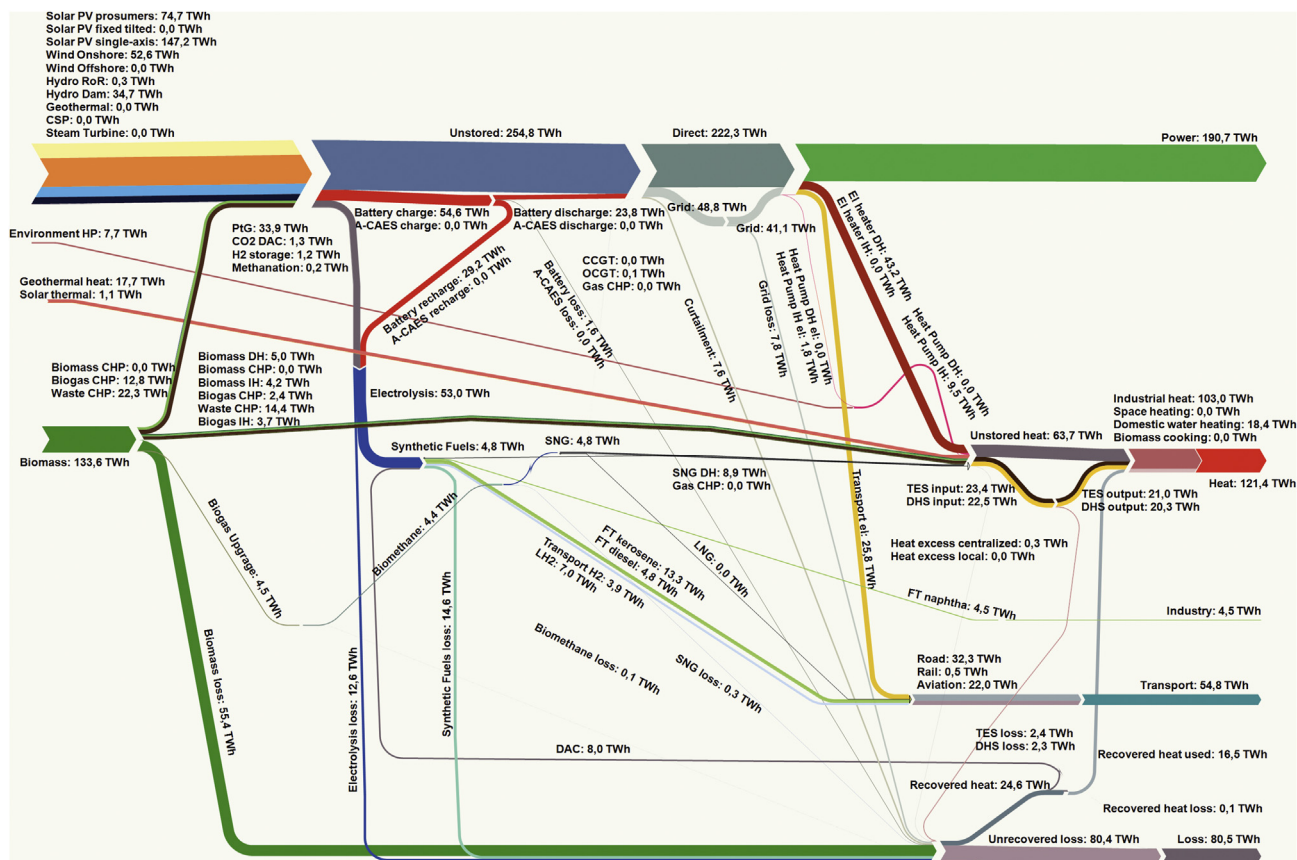 Solar PV prosumers: 74,7 TWh
Solar PV fixed tilted: 0,0 TWh
Solar PV single-axis: 147,2 TWh
Wind Onshore: 52,6 TWh
Wind Offshore: 0,0 TWh
Hydro RoR: 0,3 TWh
Hydro Dam: 34,7 TWh
Geothermal: 0,0 TWh
CSP: 0,0 TWh
Steam Turbine: 0,0 TWh
Unstored: 254,8 TWh
Direct: 222,3 TWh
Power: 190,7 TWh
Battery charge: 54,6 TWh
A-CAES charge: 0,0 TWh
Battery discharge: 23,8 TWh
A-CAES discharge: 0,0 TWh
Grid: 48,8 TWh
Grid: 41,1 TWh
El heater DH: 43,2 TWh
El heater IH: 0,0 TWh
Environment HP: 7,7 TWh
PtG: 33,9 TWh
CO2 DAC: 1,3 TWh
H2 storage: 1,2 TWh
Methanation: 0,2 TWh
CCGT: 0,0 TWh
OCGT: 0,1 TWh
Gas CHP: 0,0 TWh
Geothermal heat: 17,7 TWh
Solar thermal: 1,1 TWh
Battery recharge: 29,2 TWh
A-CAES recharge: 0,0 TWh
Battery loss: 1,6 TWh
A-CAES loss: 0,0 TWh
Curtailment: 7,6 TWh
Grid loss: 7,8 TWh
Heat Pump DH el: 0,0 TWh
Heat Pump IH el: 1,8 TWh
Heat Pump DH: 0,0 TWh
Heat Pump IH: 9,5 TWh
Biomass CHP: 0,0 TWh
Biogas CHP: 12,8 TWh
Waste CHP: 22,3 TWh
Biomass DH: 5,0 TWh
Biomass CHP: 0,0 TWh
Biomass IH: 4,2 TWh
Biogas CHP: 2,4 TWh
Waste CHP: 14,4 TWh
Biogas IH: 3,7 TWh
Electrolysis: 53,0 TWh
Industrial heat: 103,0 TWh
Space heating: 0,0 TWh
Domestic water heating: 18,4 TWh
Biomass cooking: 0,0 TWh
Unstored heat: 63,7 TWh
Biomass: 133,6 TWh
Synthetic Fuels: 4,8 TWh
SNG: 4,8 TWh
SNG DH: 8,9 TWh
Gas CHP: 0,0 TWh
Heat: 121,4 TWh
TES input: 23,4 TWh
DHS input: 22,5 TWh
TES output: 21,0 TWh
DHS output: 20,3 TWh
Transport el: 25,8 TWh
Heat excess centralized: 0,3 TWh
Heat excess local: 0,0 TWh
Biogas Upgrage: 4,5 TWh
Biomethane: 4,4 TWh
FT kerosene: 13,3 TWh
FT diesel: 4,8 TWh
Transport H2: 3,9 TWh
LH2: 7,0 TWh
LNG: 0,0 TWh
FT naphtha: 4,5 TWh
Industry: 4,5 TWh
Biomass loss: 55,4 TWh
Electrolysis loss: 12,6 TWh
Synthetic Fuels loss: 14,6 TWh
Biomethane loss: 0,1 TWh
SNG loss: 0,3 TWh
Road: 32,3 TWh
Rail: 0,5 TWh
Aviation: 22,0 TWh
Transport: 54,8 TWh
DAC: 8,0 TWh
TES loss: 2,4 TWh
DHS loss: 2,3 TWh
Recovered heat used: 16,5 TWh
Recovered heat: 24,6 TWh
Recovered heat loss: 0,1 TWh
Unrecovered loss: 80,4 TWh
Loss: 80,5 TWh